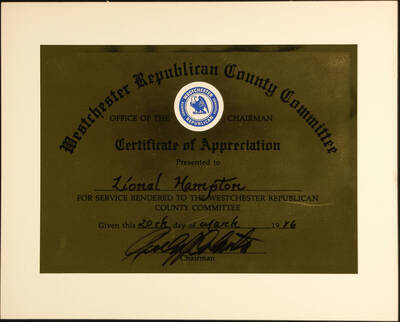 Westchester Republican County Committee
WESTCHESTER
REPUBLICAN
OFFICE OF THE CHAIRMAN
Certificate of Appreciation
Presented to
Lionel Hampton
FOR SERVICE RENDERED TO THE WESTCHESTER REPUBLICAN
COUNTY COMMITTEE
Given this 20th day of March 1986
Chairman